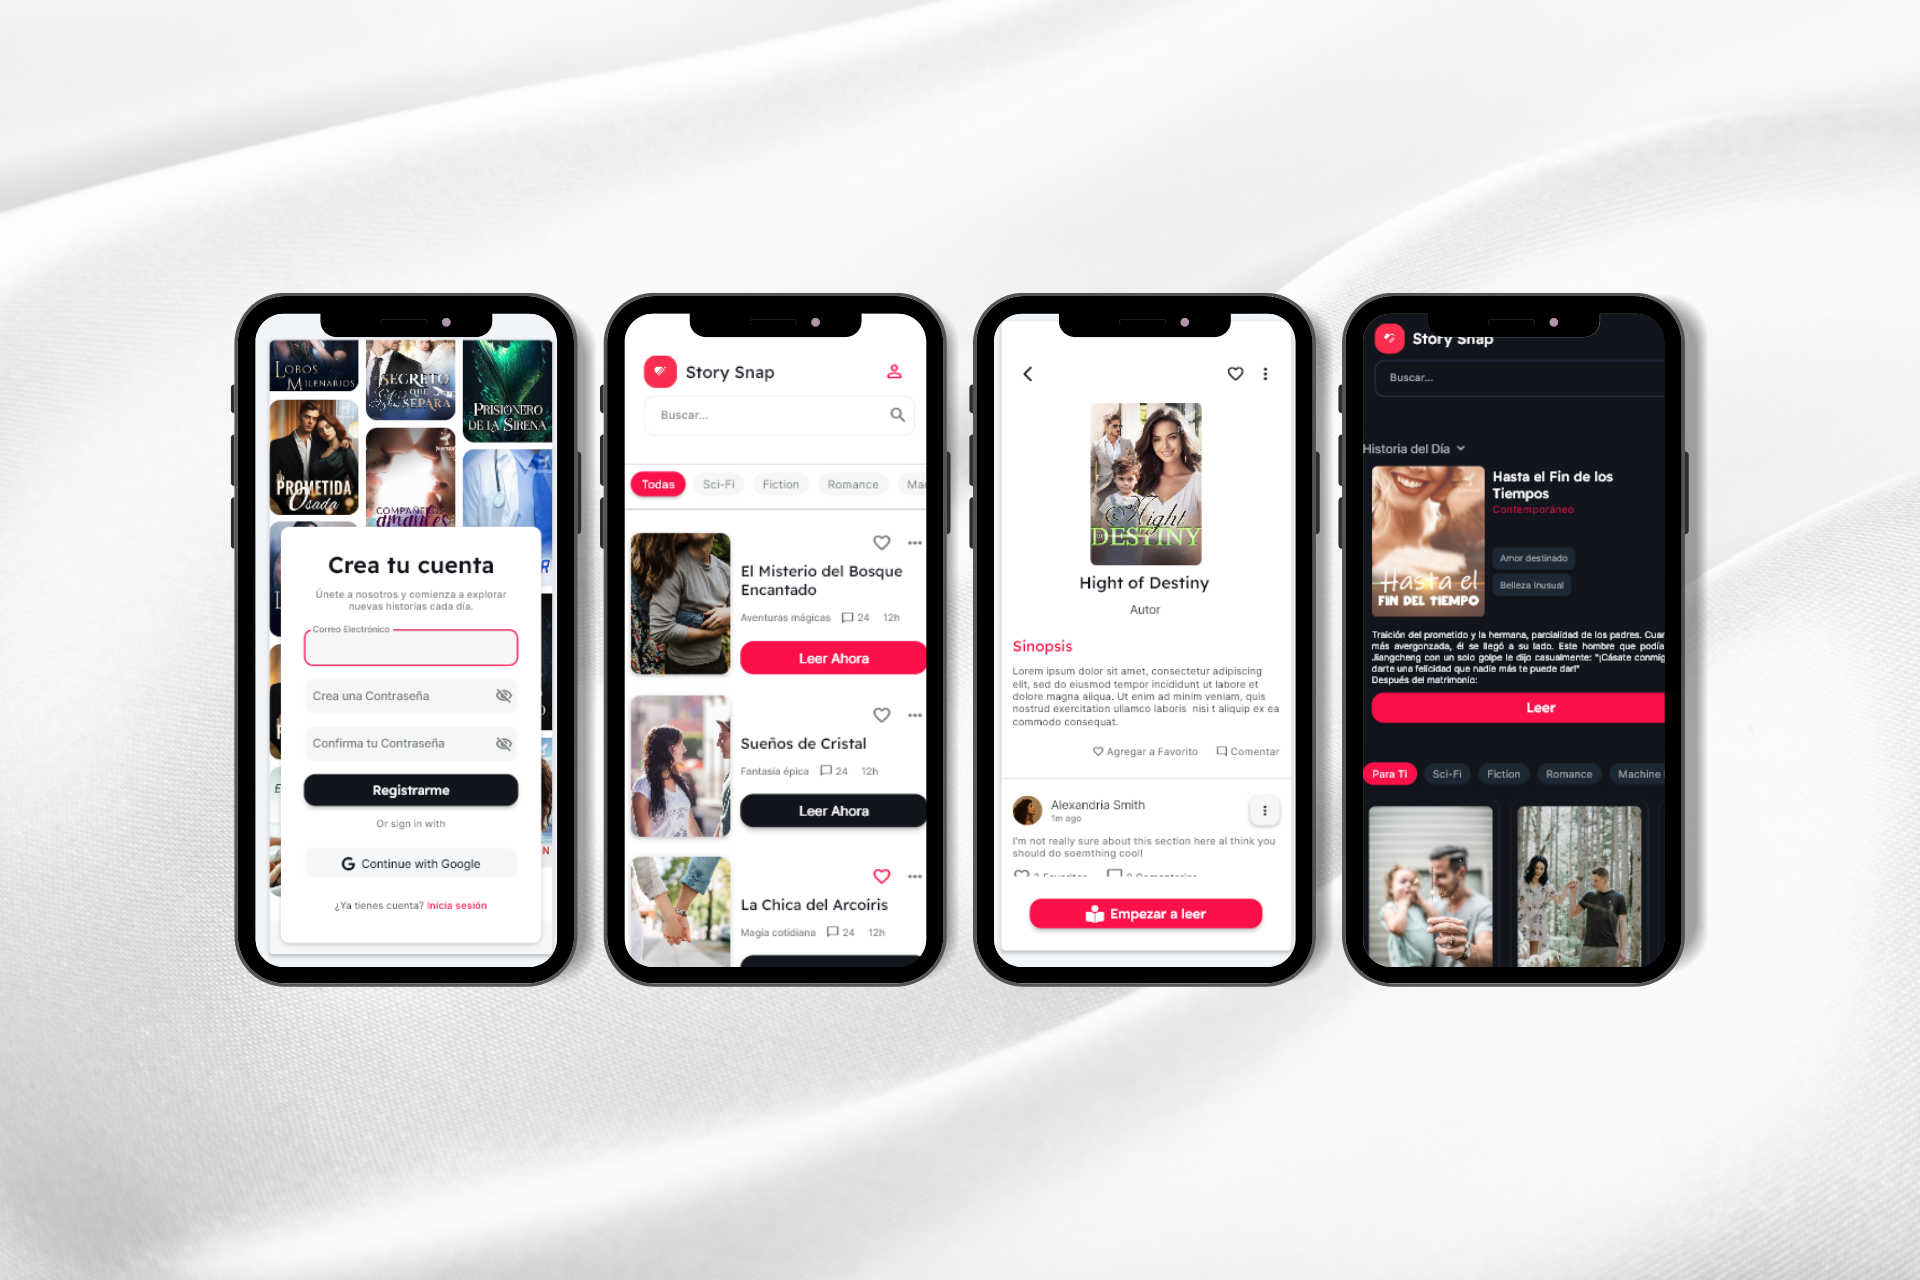 LOBOS
MILENARIOS
SECRETO
QUE
SEPARA
PRISIONERO
DE LA SIRENA
PROMETIDA
Osada
COMPAÑEROS
amantes
Crea tu cuenta
Únete a nosotros y comienza a explorar
nuevas historias cada día.
Correo Electrónico
Crea una Contraseña
Confirma tu Contraseña
Registrarme
Or sign in with
Continue with Google
¿Ya tienes cuenta? Inicia sesión
Story Snap
Buscar...
Todas
Sci-Fi
Fiction
Romance
Mac
El Misterio del Bosque
Encantado
Aventuras mágicas 24 12h
Leer Ahora
Sueños de Cristal
Fantasía épica 24 12h
Leer Ahora
La Chica del Arcoíris
Magia cotidiana 24 12h
Hight
OF DESTINY
Hight of Destiny
Autor
Sinopsis
Lorem ipsum dolor sit amet, consectetur adipiscing
elit, sed do eiusmod tempor incididunt ut labore et
dolore magna aliqua. Ut enim ad minim veniam, quis
nostrud exercitation ullamco laboris nisi t aliquip ex ea
commodo consequat.
Agregar a Favorito Comentar
Alexandria Smith
1m ago
I'm not really sure about this section here aI think you
should do soemthing cool!
Empezar a leer
Story Snap
Buscar...
Historia del Día
Hasta el
FIN DEL TIEMPO
Hasta el Fin de los
Tiempos
Contemporáneo
Amor destinado
Belleza Inusual
Traición del prometido y la hermana, parcialidad de los padres. Cuar
más avergonzada, él se llegó a su lado. Este hombre que podía
Jiangcheng con un solo golpe le dijo casualmente: "¡Cásate conmig
darte una felicidad que nadie más te puede dar!"
Después del matrimonio:
Leer
Para Ti
Sci-Fi
Fiction
Romance
Machine